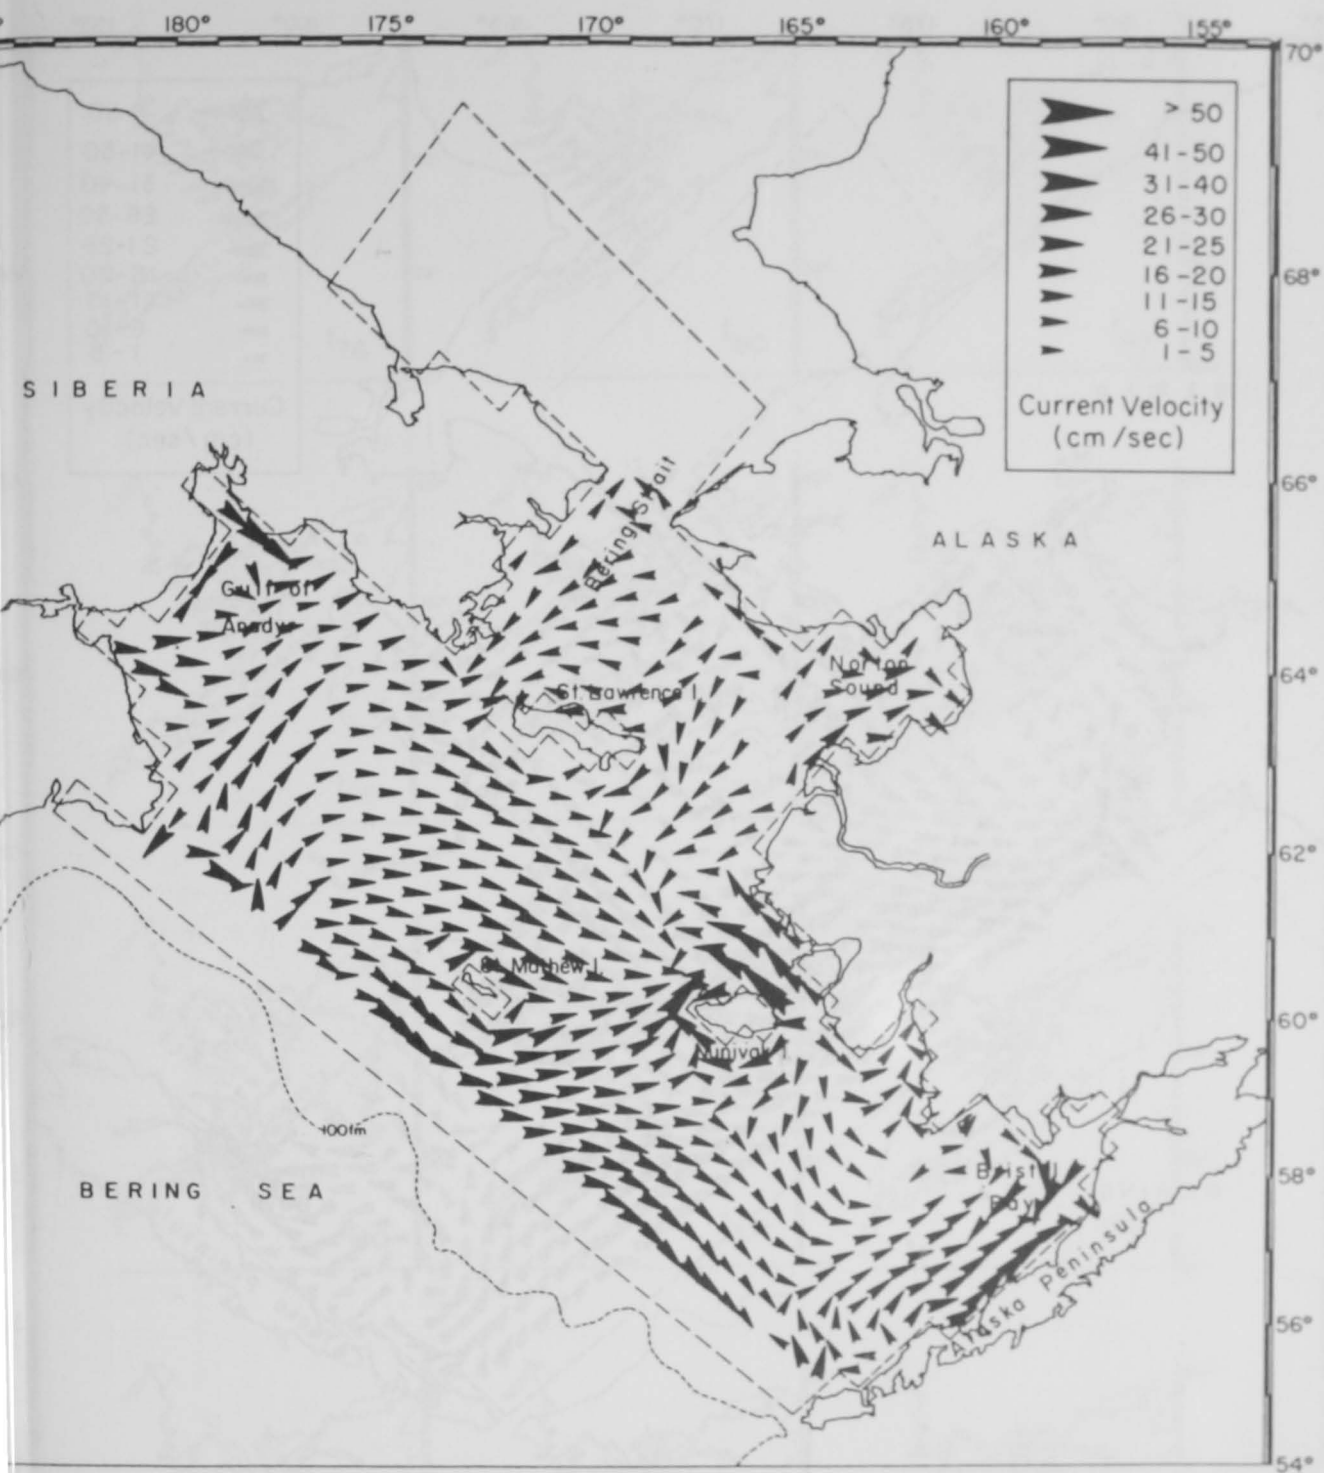 180° 175° 170° 165° 160° 155°
70°
> 50
41-50
31-40
26-30
21-25
16-20
11-15
6-10
1-5
Current Velocity
(cm/sec)
68°
SIBERIA
66°
Bering Strait
ALASKA
Gulf of
Anadyr
Norton
Sound
64°
St. Lawrence I.
62°
St. Mathew I.
60°
Nunivak I.
100fm
Bristol
Bay
58°
BERING SEA
Alaska Peninsula
56°
54°